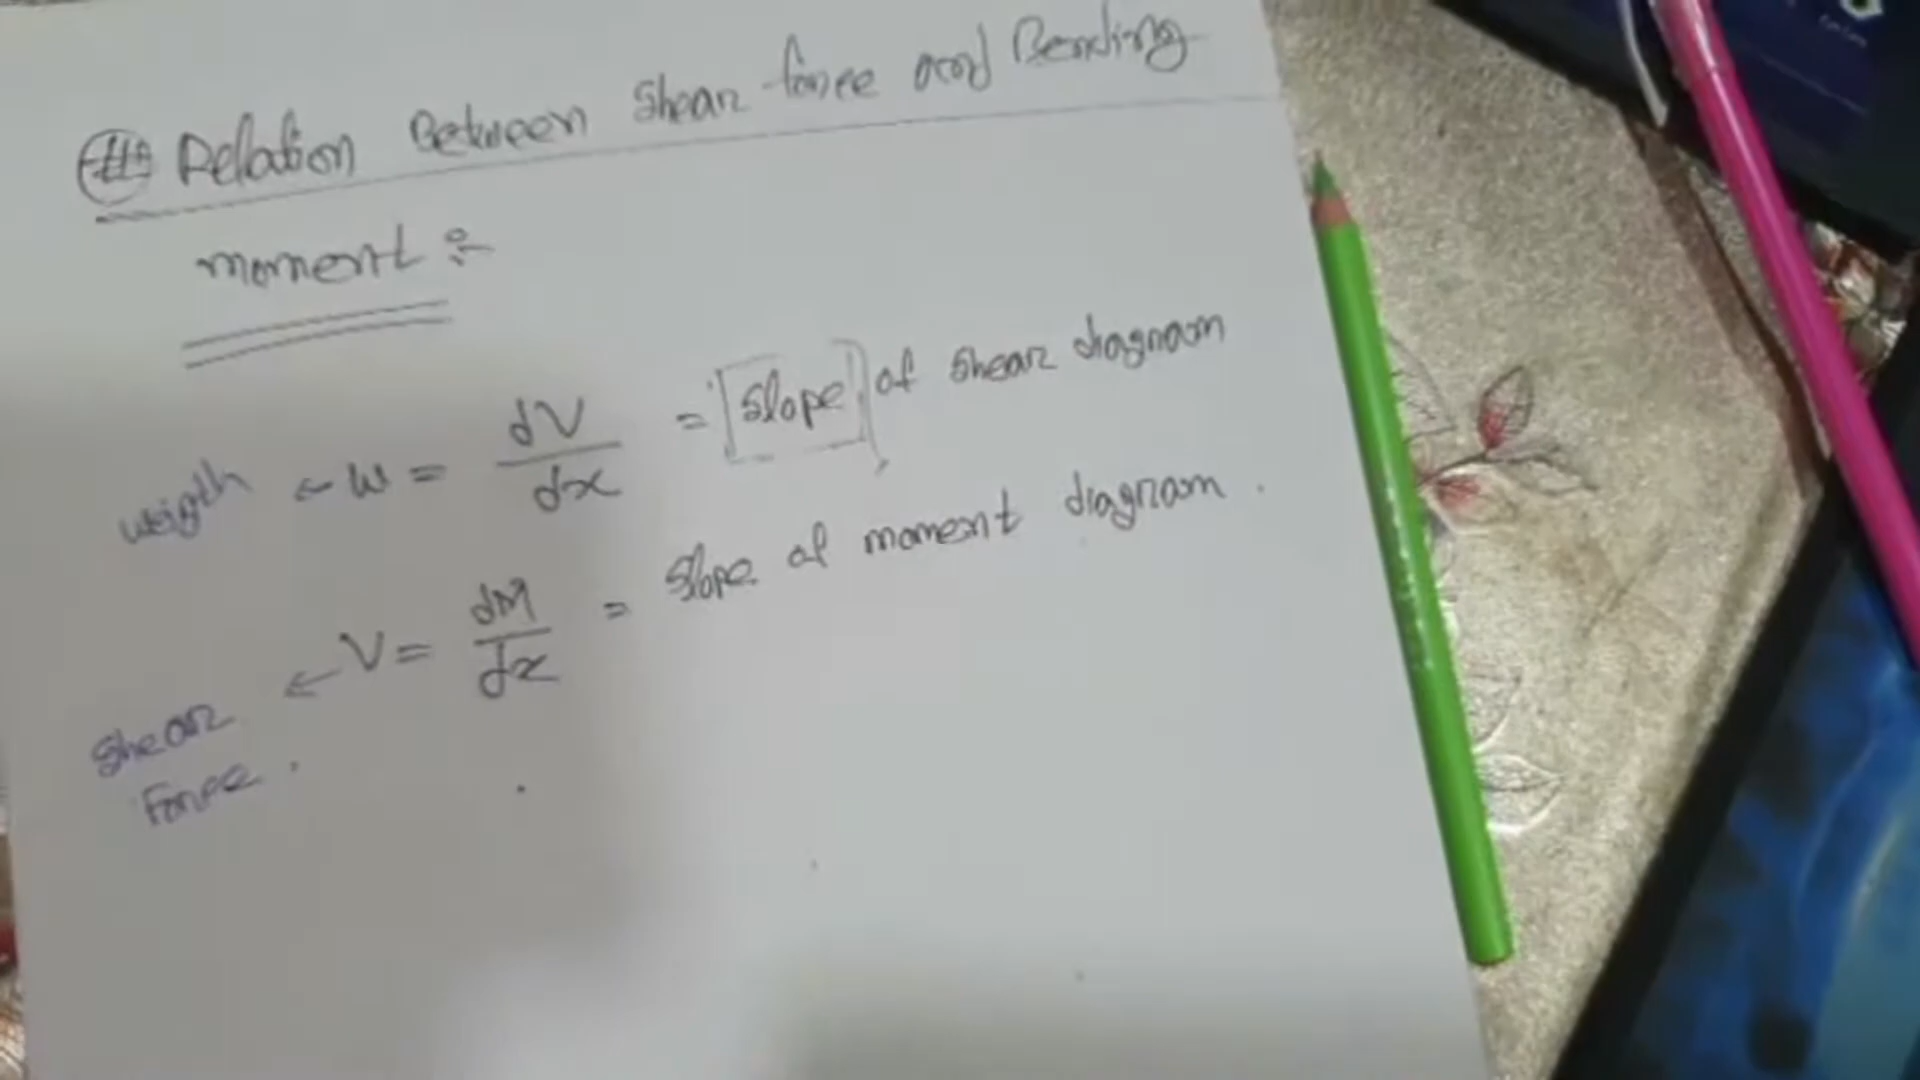 # Relation Between Shear force and Bending
moment :-
weigth ← w = dV/dx = Slope of shear diagram
Shear Force. ← V = dM/dx = Slope of moment diagram.